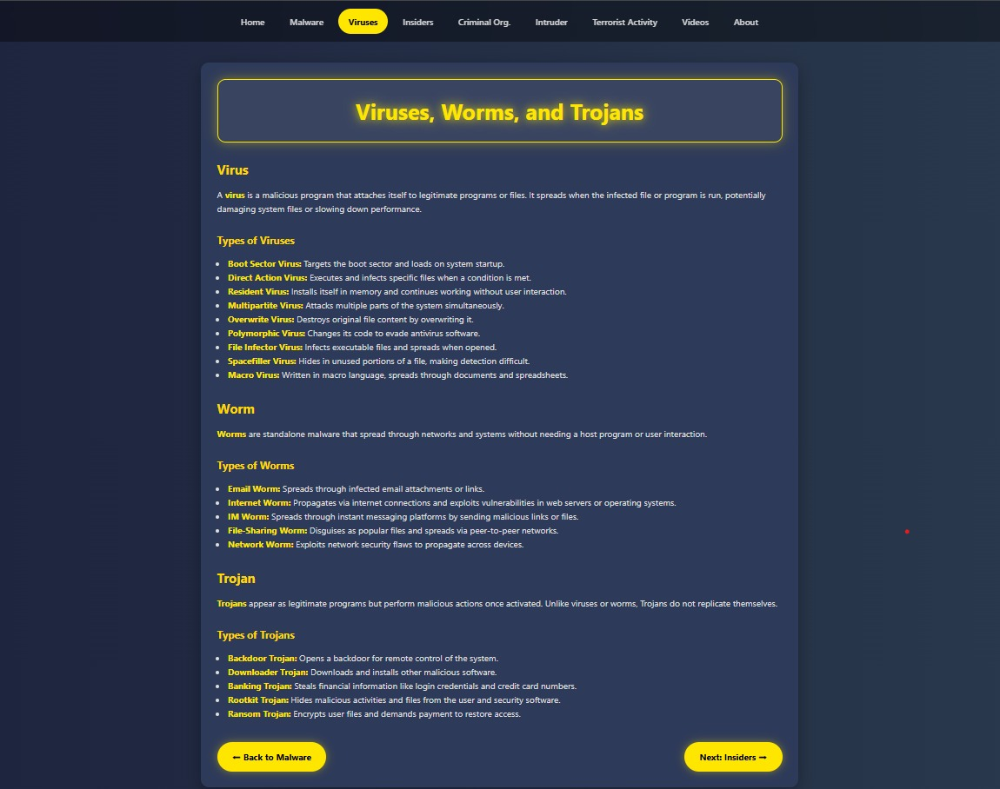 Home Malware Viruses Insiders Criminal Org. Intruder Terrorist Activity Videos About
Viruses, Worms, and Trojans
Virus
A virus is a malicious program that attaches itself to legitimate programs or files. It spreads when the infected file or program is run, potentially
damaging system files or slowing down performance.
Types of Viruses
• Boot Sector Virus: Targets the boot sector and loads on system startup.
• Direct Action Virus: Executes and infects specific files when a condition is met.
• Resident Virus: Installs itself in memory and continues working without user interaction.
• Multipartite Virus: Attacks multiple parts of the system simultaneously.
• Overwrite Virus: Destroys original file content by overwriting it.
• Polymorphic Virus: Changes its code to evade antivirus software.
• File Infector Virus: Infects executable files and spreads when opened.
• Spacefiller Virus: Hides in unused portions of a file, making detection difficult.
• Macro Virus: Written in macro language, spreads through documents and spreadsheets.
Worm
Worms are standalone malware that spread through networks and systems without needing a host program or user interaction.
Types of Worms
• Email Worm: Spreads through infected email attachments or links.
• Internet Worm: Propagates via internet connections and exploits vulnerabilities in web servers or operating systems.
• IM Worm: Spreads through instant messaging platforms by sending malicious links or files.
• File-Sharing Worm: Disguises as popular files and spreads via peer-to-peer networks.
• Network Worm: Exploits network security flaws to propagate across devices.
Trojan
Trojans appear as legitimate programs but perform malicious actions once activated. Unlike viruses or worms, Trojans do not replicate themselves.
Types of Trojans
• Backdoor Trojan: Opens a backdoor for remote control of the system.
• Downloader Trojan: Downloads and installs other malicious software.
• Banking Trojan: Steals financial information like login credentials and credit card numbers.
• Rootkit Trojan: Hides malicious activities and files from the user and security software.
• Ransom Trojan: Encrypts user files and demands payment to restore access.
← Back to Malware Next: Insiders →